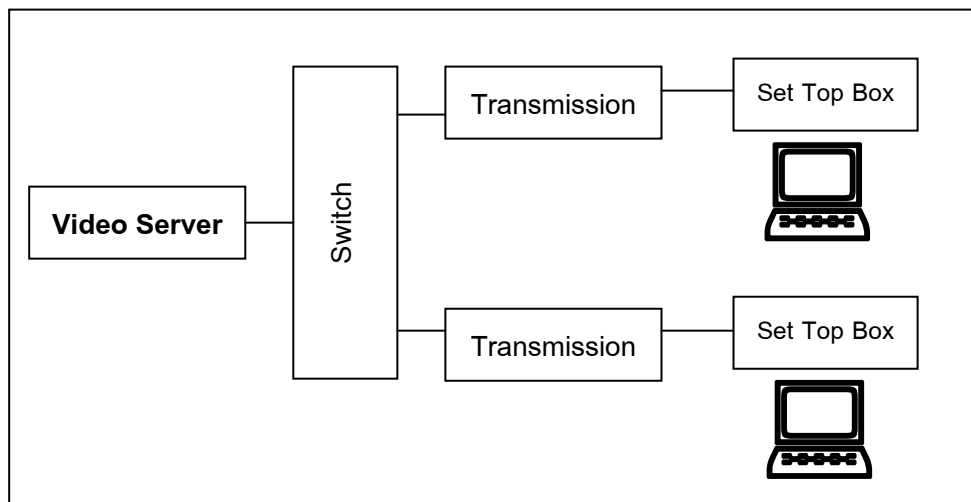 Transmission
Set Top Box
Video Server
Switch
Transmission
Set Top Box